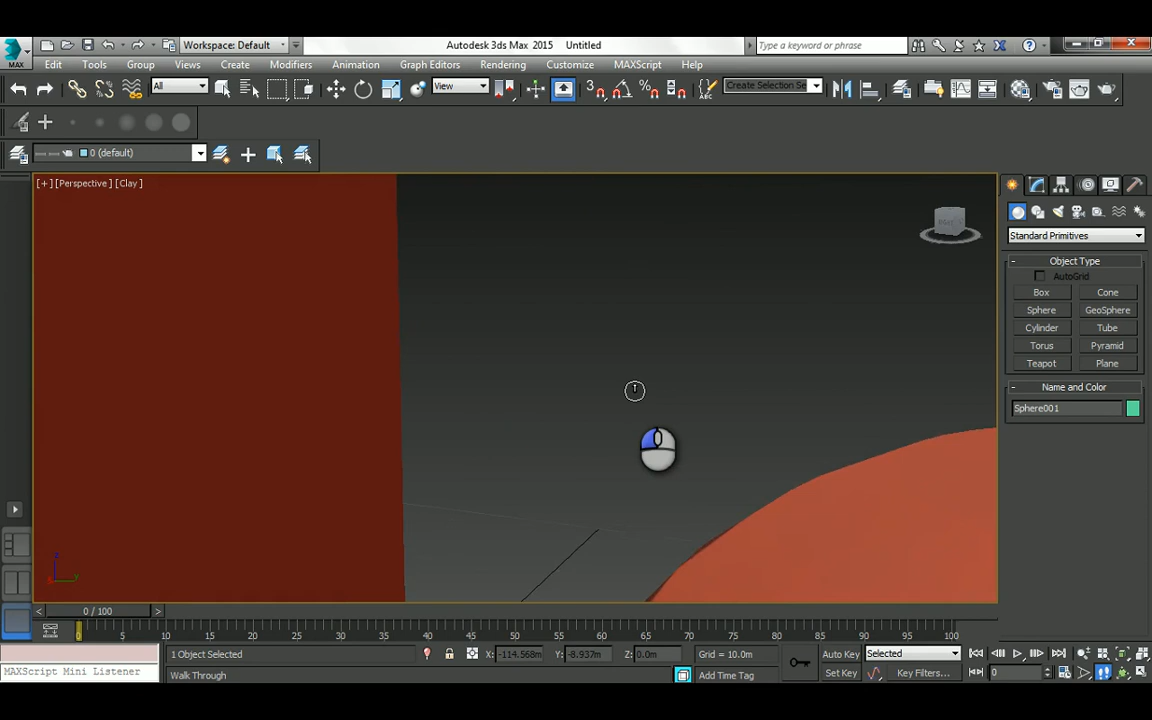 Workspace: Default
Autodesk 3ds Max 2015 Untitled
Type a keyword or phrase
MAX
Edit Tools Group Views Create Modifiers Animation Graph Editors Rendering Customize MAXScript Help
All
View
3
Create Selection Se
0 (default)
[+] [Perspective] [Clay]
Standard Primitives
- Object Type
AutoGrid
Box Cone
Sphere GeoSphere
Cylinder Tube
Torus Pyramid
Teapot Plane
- Name and Color
Sphere001
z
y
< 0 / 100 >
0 5 10 15 20 25 30 35 40 45 50 55 60 65 70 75 80 85 90 95 100
1 Object Selected X: -114.568m Y: -8.937m Z: 0.0m Grid = 10.0m Auto Key Selected
MAXScript Mini Listener Walk Through Add Time Tag Set Key Key Filters... 0